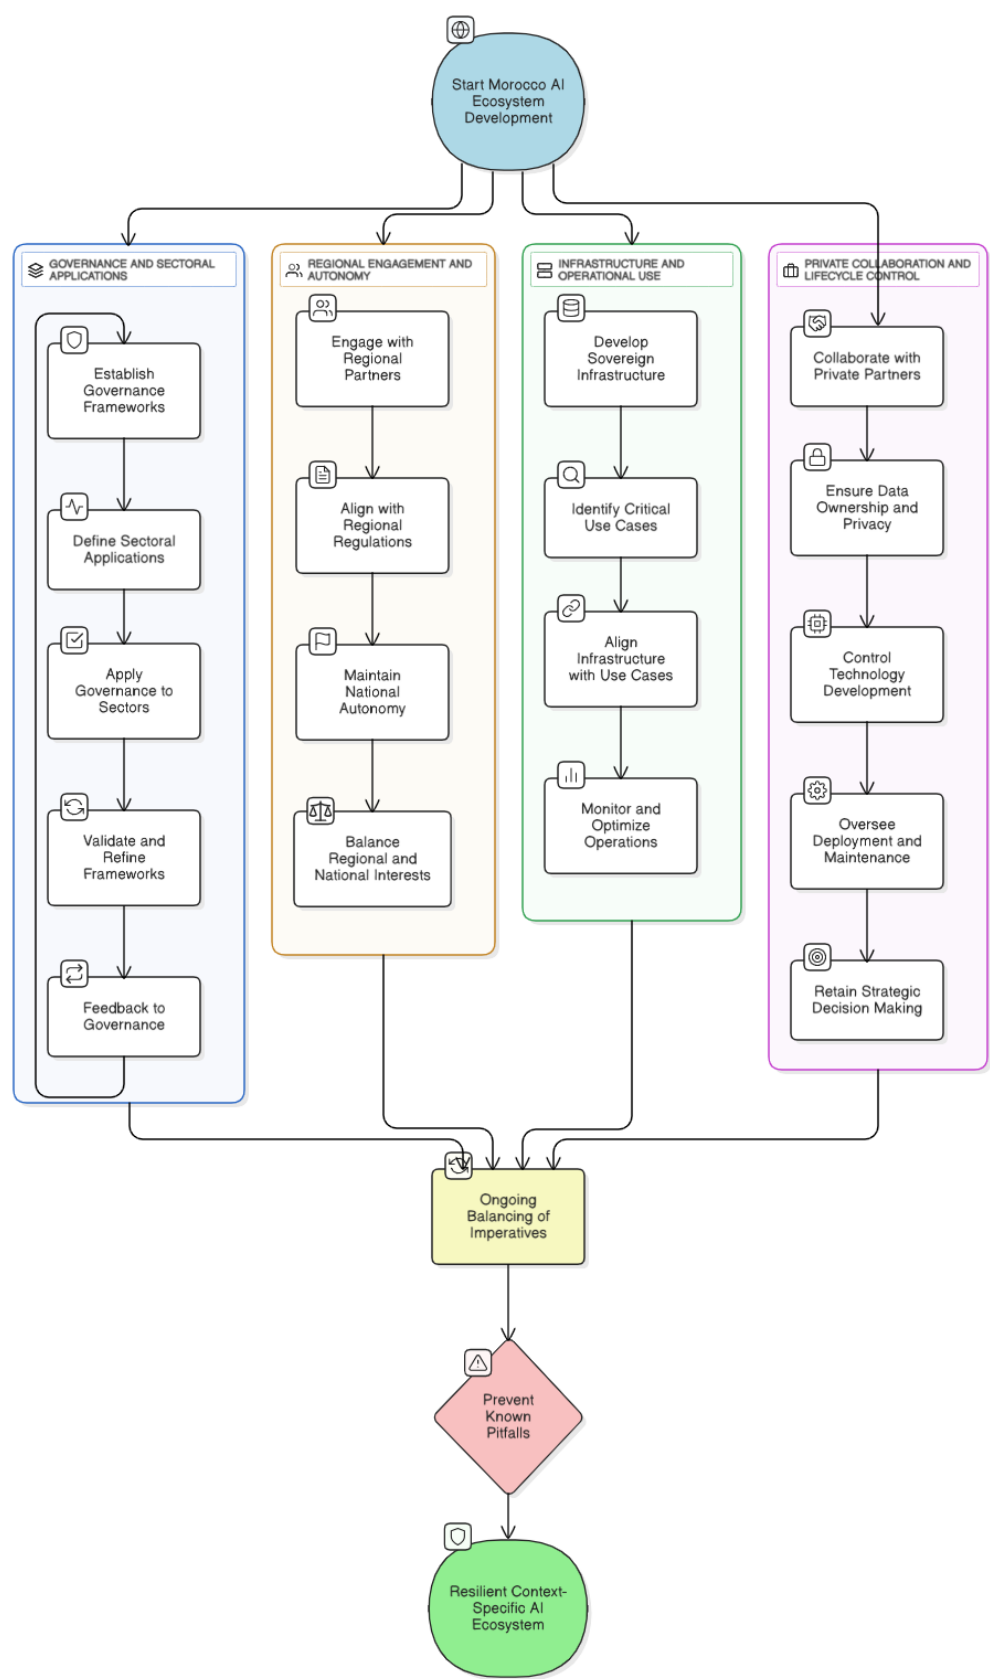 Start Morocco AI
Ecosystem
Development
GOVERNANCE AND SECTORAL
APPLICATIONS
Establish
Governance
Frameworks
Define Sectoral
Applications
Apply
Governance to
Sectors
Validate and
Refine
Frameworks
Feedback to
Governance
REGIONAL ENGAGEMENT AND
AUTONOMY
Engage with
Regional
Partners
Align with
Regional
Regulations
Maintain
National
Autonomy
Balance
Regional and
National Interests
INFRASTRUCTURE AND
OPERATIONAL USE
Develop
Sovereign
Infrastructure
Identify Critical
Use Cases
Align
Infrastructure
with Use Cases
Monitor and
Optimize
Operations
PRIVATE COLLABORATION AND
LIFECYCLE CONTROL
Collaborate with
Private Partners
Ensure Data
Ownership and
Privacy
Control
Technology
Development
Oversee
Deployment and
Maintenance
Retain Strategic
Decision Making
Ongoing
Balancing of
Imperatives
Prevent
Known
Pitfalls
Resilient Context-
Specific AI
Ecosystem